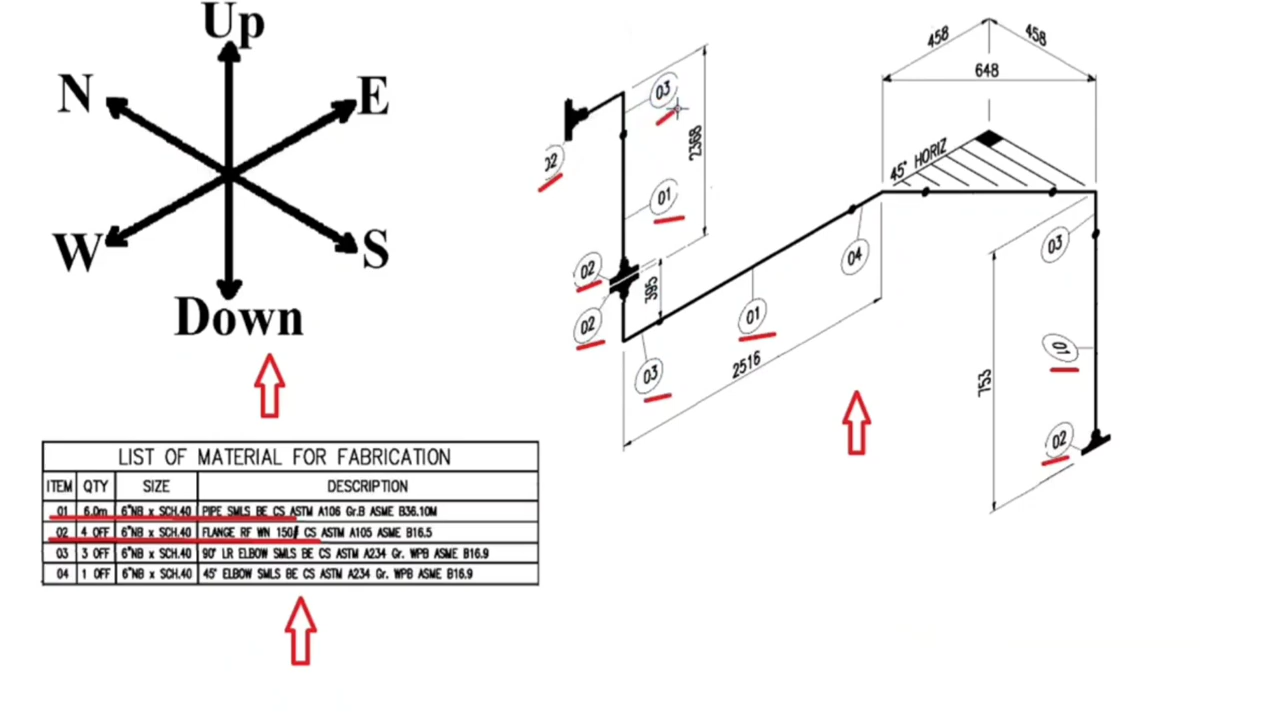 Up
N
E
W
S
Down
LIST OF MATERIAL FOR FABRICATION
ITEM QTY SIZE DESCRIPTION
01 6.0m 6"NB x SCH.40 PIPE SMLS BE CS ASTM A106 Gr.B ASME B36.10M
02 4 OFF 6"NB x SCH.40 FLANGE RF WN 150# CS ASTM A105 ASME B16.5
03 3 OFF 6"NB x SCH.40 90° LR ELBOW SMLS BE CS ASTM A234 Gr. WPB ASME B16.9
04 1 OFF 6"NB x SCH.40 45° ELBOW SMLS BE CS ASTM A234 Gr. WPB ASME B16.9
458
458
648
03
2368
02
45° HORIZ
01
03
04
02
395
01
02
01
2516
03
753
02